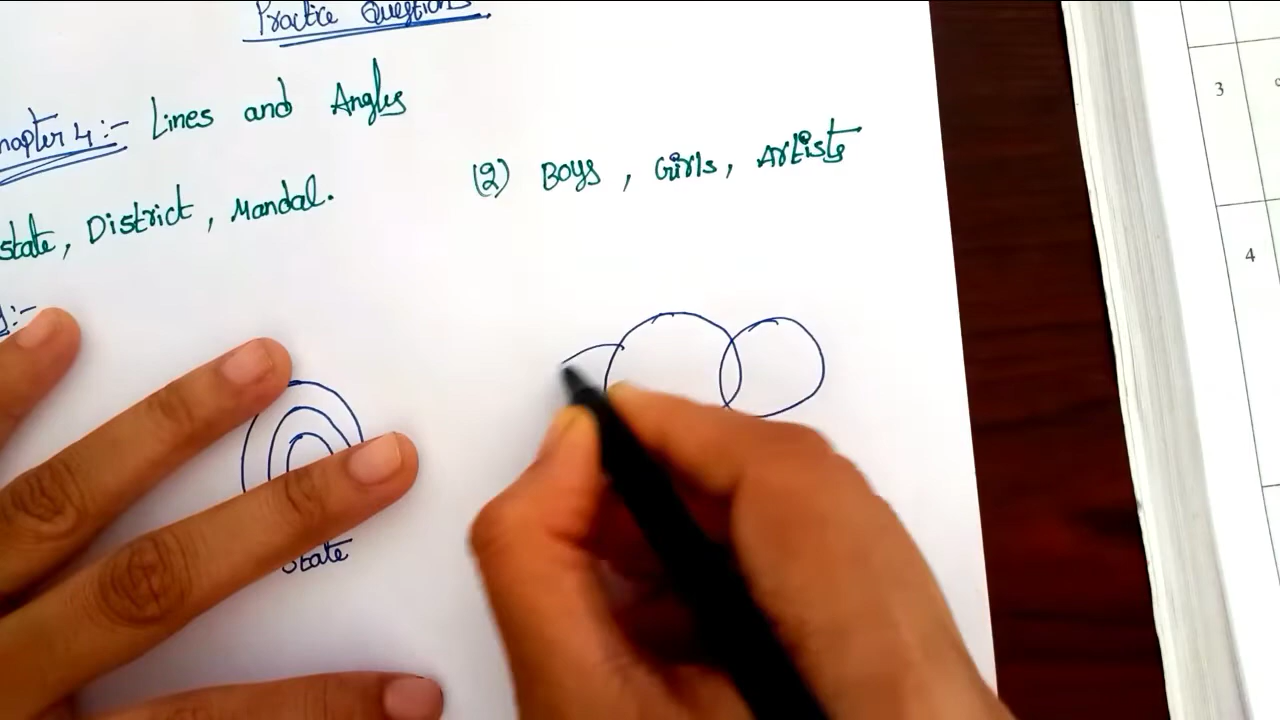 Practice Questions
Chapter 4:- Lines and Angles
State, District, Mandal.
(2) Boys, Girls, Artists
State
3
4